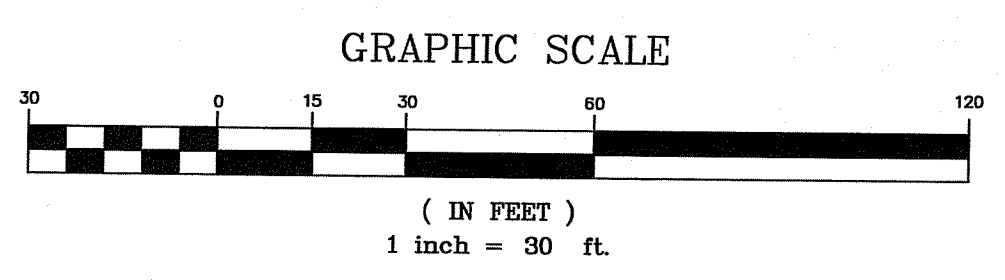 GRAPHIC SCALE
30 0 15 30 60 120
( IN FEET )
1 inch = 30 ft.